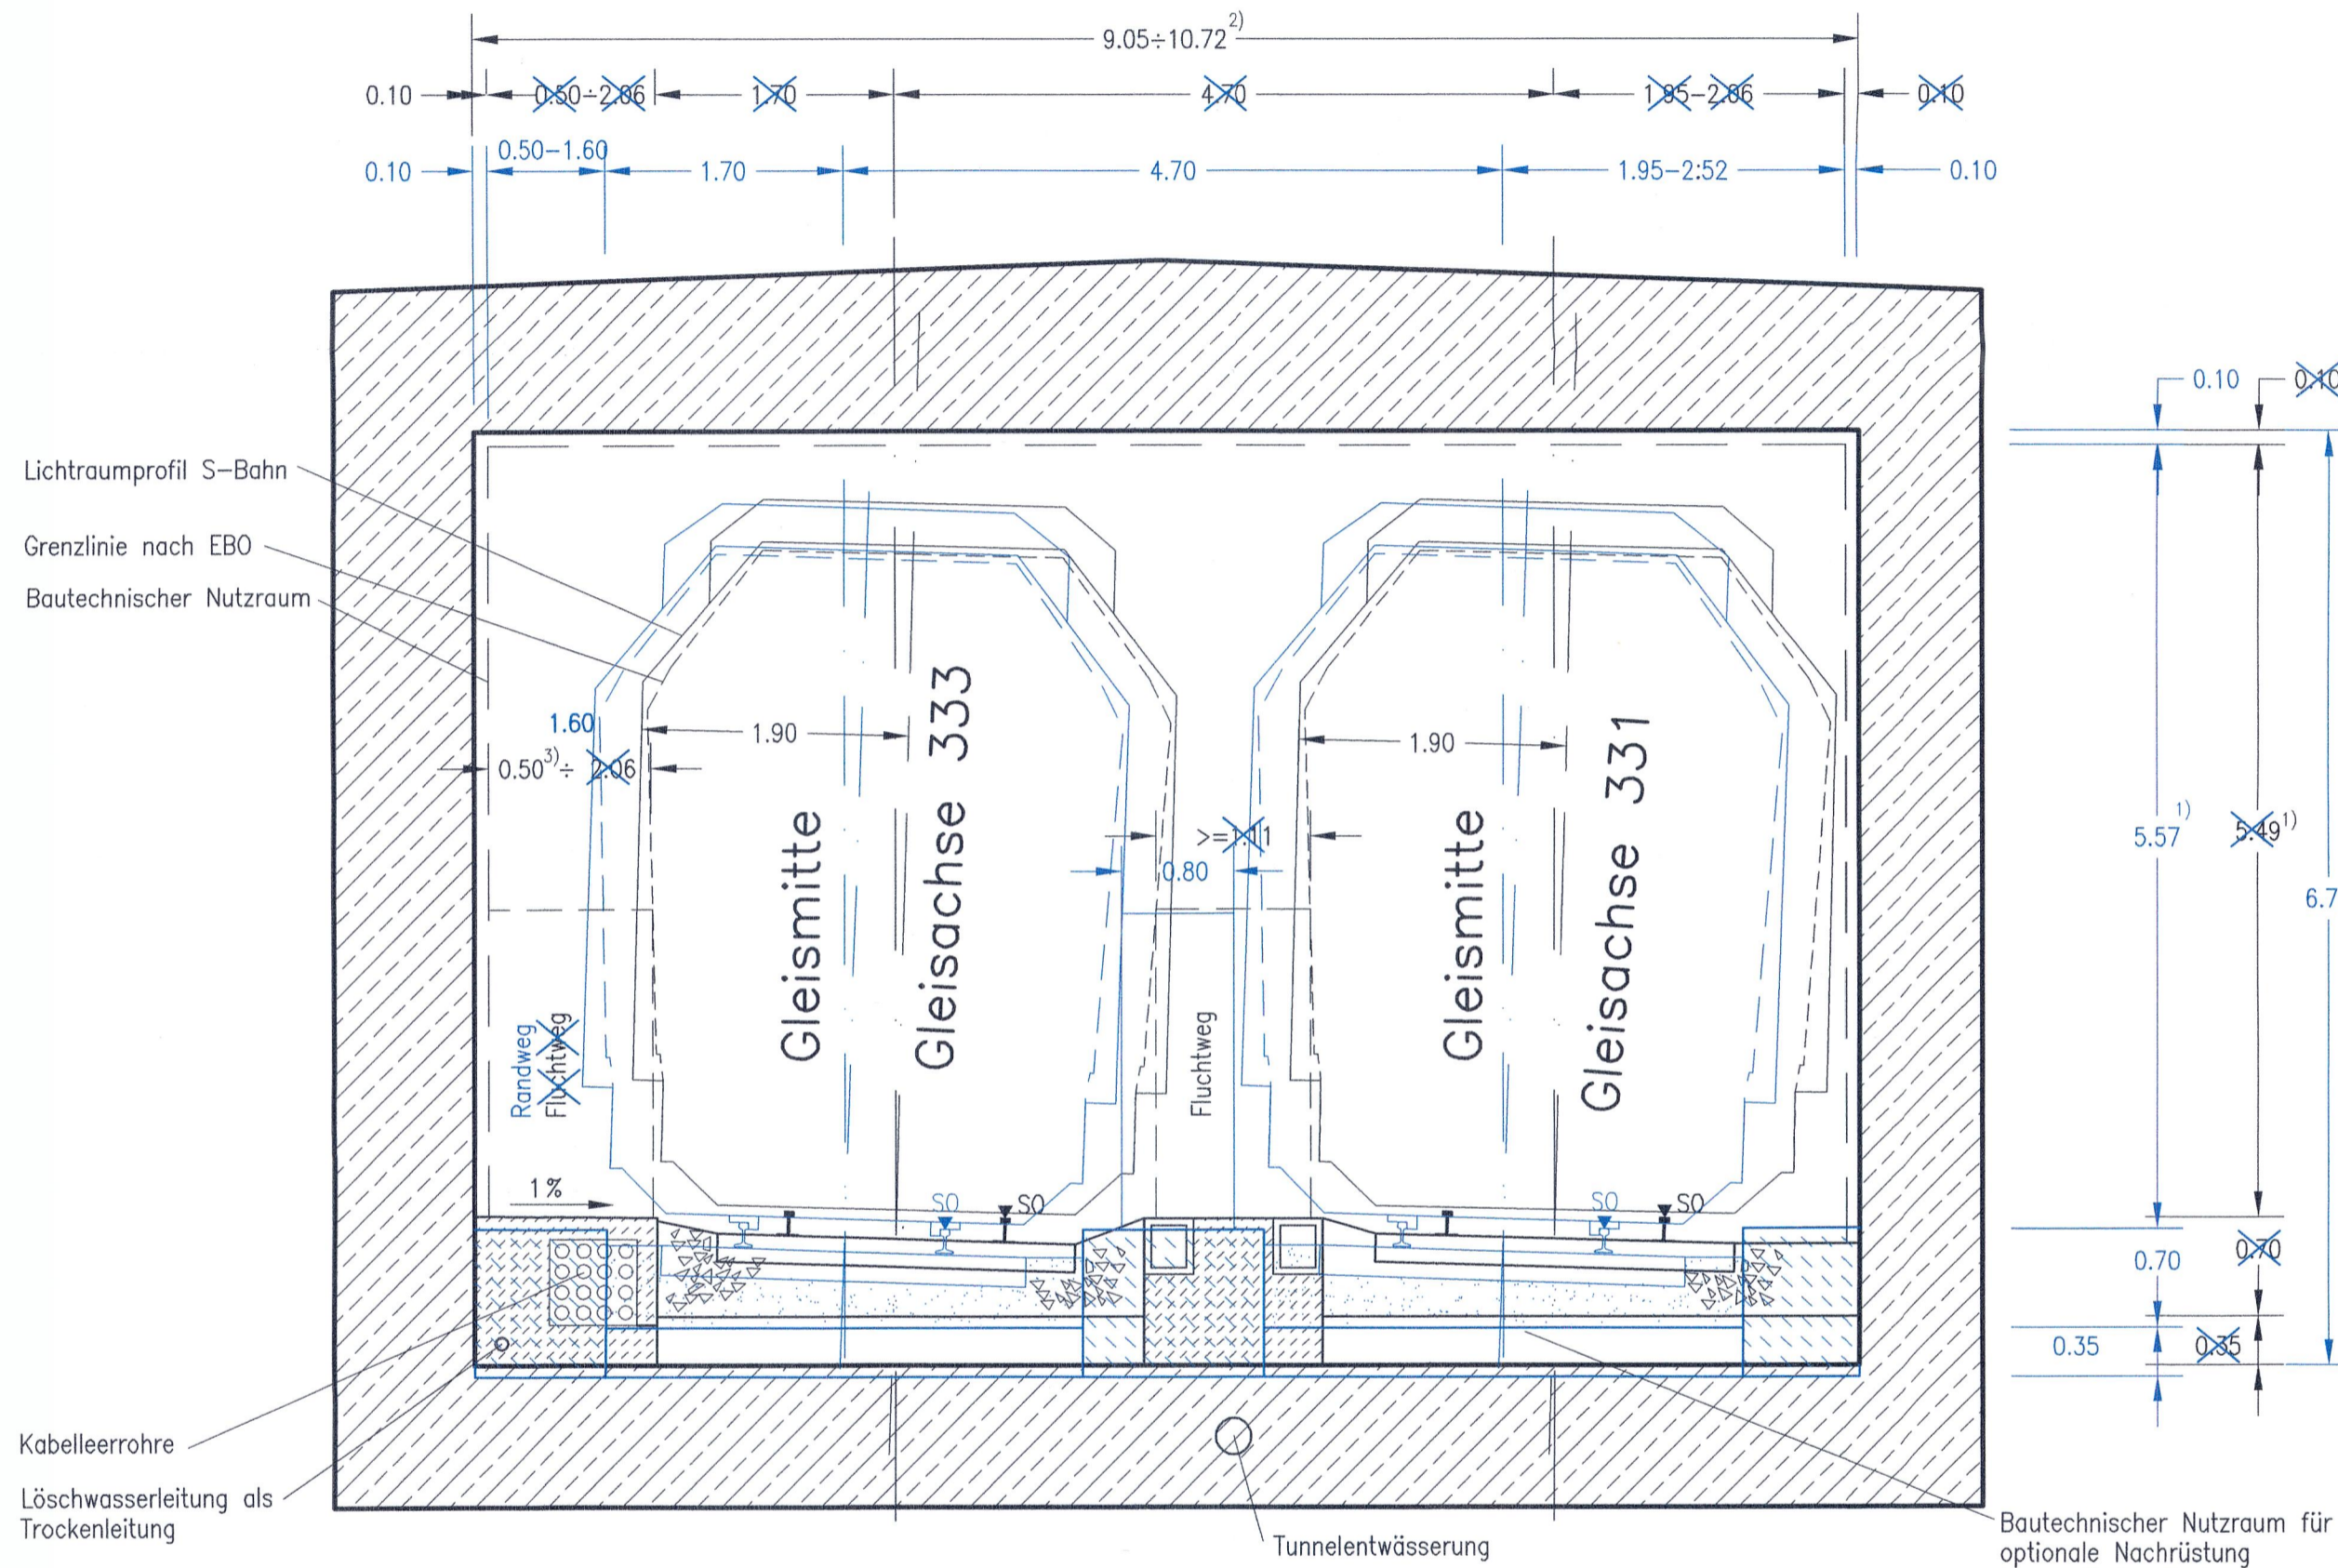 9.05÷10.72 2)
0.10 0.50÷2.06 1.70 4.70 1.95-2.06 0.10
0.50-1.60
0.10 1.70 4.70 1.95-2:52 0.10
0.10 0.10
Lichtraumprofil S-Bahn
Grenzlinie nach EBO
Bautechnischer Nutzraum
1.60
0.50 3) ÷ 2.06
1.90
1.90
Gleismitte
Gleisachse 333
Gleismitte
Gleisachse 331
>=1.11
0.80
5.57 1)
5.49 1)
6.7
Randweg
Fluchtweg
Fluchtweg
1%
SO SO
SO SO
0.70 0.70
0.35 0.35
Kabelleerrohre
Löschwasserleitung als
Trockenleitung
Tunnelentwässerung
Bautechnischer Nutzraum für
optionale Nachrüstung